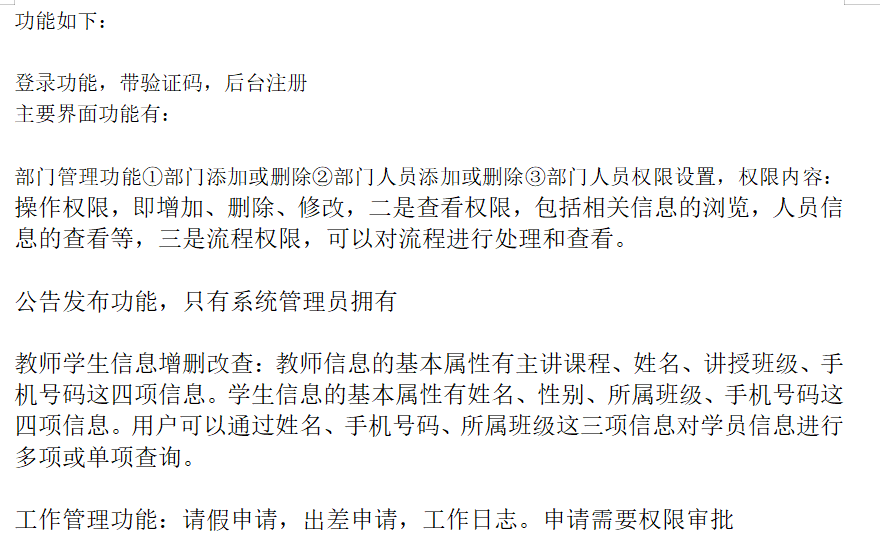 功能如下：
登录功能，带验证码，后台注册
主要界面功能有：
部门管理功能①部门添加或删除②部门人员添加或删除③部门人员权限设置，权限内容：
操作权限，即增加、删除、修改，二是查看权限，包括相关信息的浏览，人员信
息的查看等，三是流程权限，可以对流程进行处理和查看。
公告发布功能，只有系统管理员拥有
教师学生信息增删改查：教师信息的基本属性有主讲课程、姓名、讲授班级、手
机号码这四项信息。学生信息的基本属性有姓名、性别、所属班级、手机号码这
四项信息。用户可以通过姓名、手机号码、所属班级这三项信息对学员信息进行
多项或单项查询。
工作管理功能：请假申请，出差申请，工作日志。申请需要权限审批